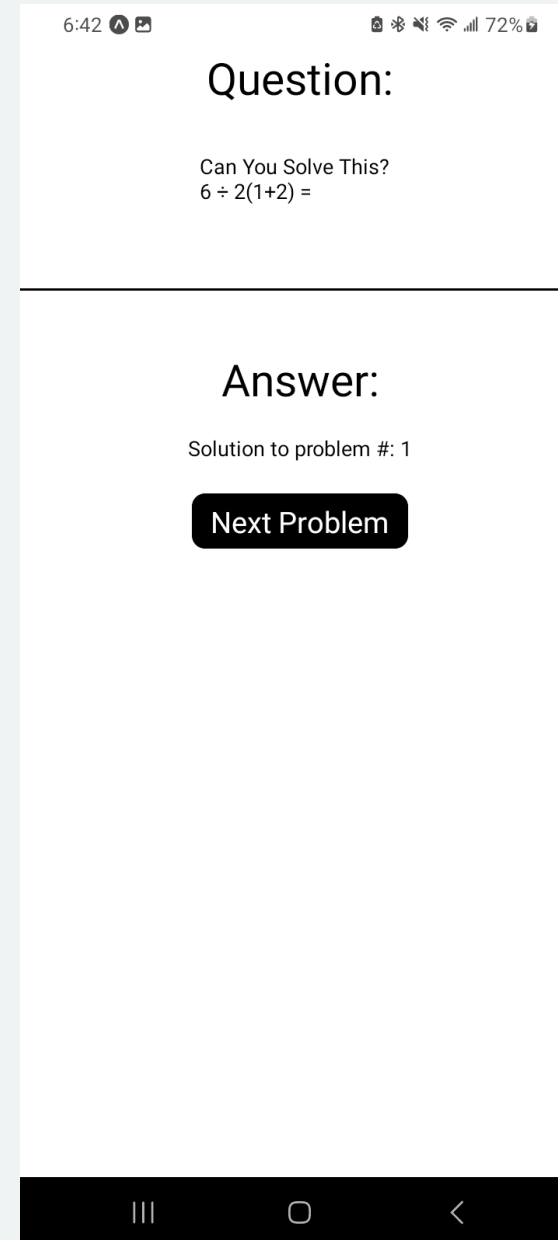 6:42 72%
Question:
Can You Solve This?
6 ÷ 2(1+2) =
Answer:
Solution to problem #: 1
Next Problem